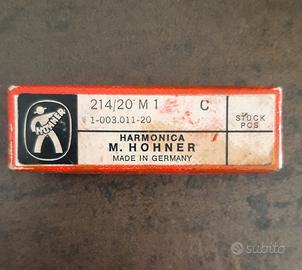 HOHNER
214/20 M 1 C
1-003.011-20
STÜCK
PCS
HARMONICA
M. HOHNER
MADE IN GERMANY
subito